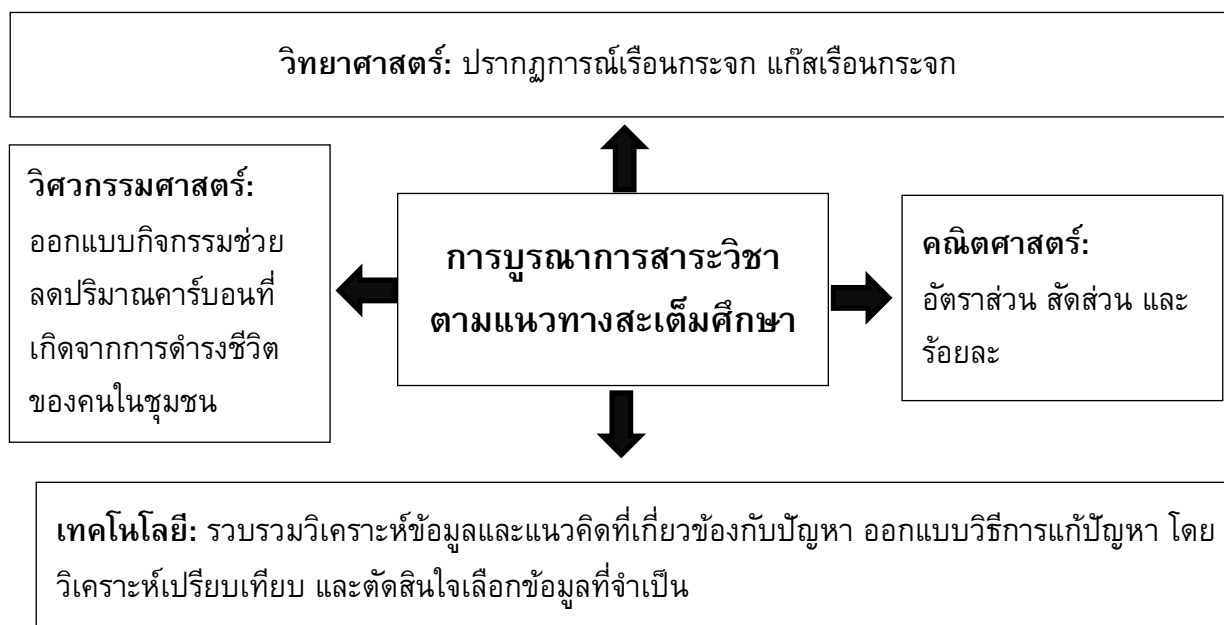 วิทยาศาสตร์: ปรากฏการณ์เรือนกระจก แก๊สเรือนกระจก
วิศวกรรมศาสตร์:
ออกแบบกิจกรรมช่วย
ลดปริมาณคาร์บอนที่
เกิดจากการดำรงชีวิต
ของคนในชุมชน
การบูรณาการสาระวิชา
ตามแนวทางสะเต็มศึกษา
คณิตศาสตร์:
อัตราส่วน สัดส่วน และ
ร้อยละ
เทคโนโลยี: รวบรวมวิเคราะห์ข้อมูลและแนวคิดที่เกี่ยวข้องกับปัญหา ออกแบบวิธีการแก้ปัญหา โดย
วิเคราะห์เปรียบเทียบ และตัดสินใจเลือกข้อมูลที่จำเป็น